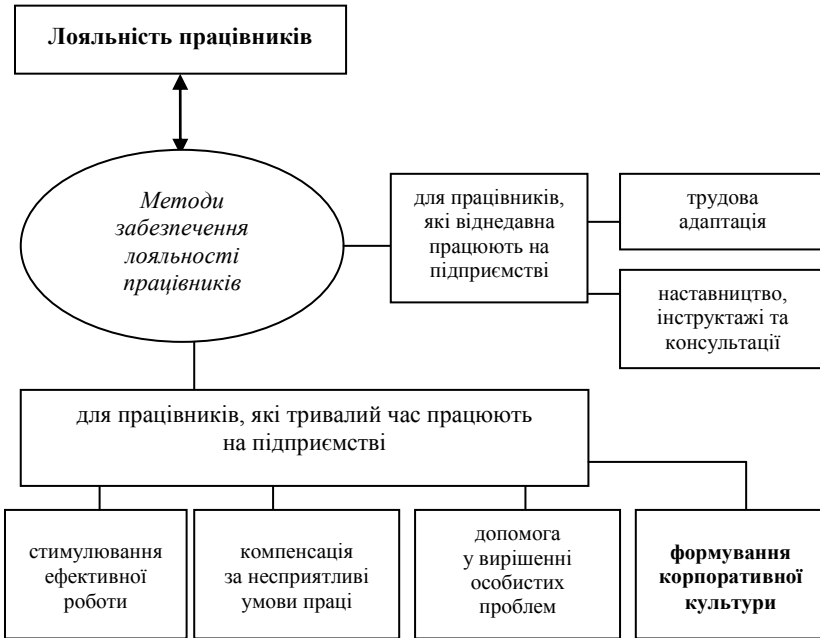 Лояльність працівників
Методи
забезпечення
лояльності
працівників
для працівників,
які віднедавна
працюють на
підприємстві
трудова
адаптація
наставництво,
інструктажі та
консультації
для працівників, які тривалий час працюють
на підприємстві
стимулювання
ефективної
роботи
компенсація
за несприятливі
умови праці
допомога
у вирішенні
особистих
проблем
формування
корпоративної
культури